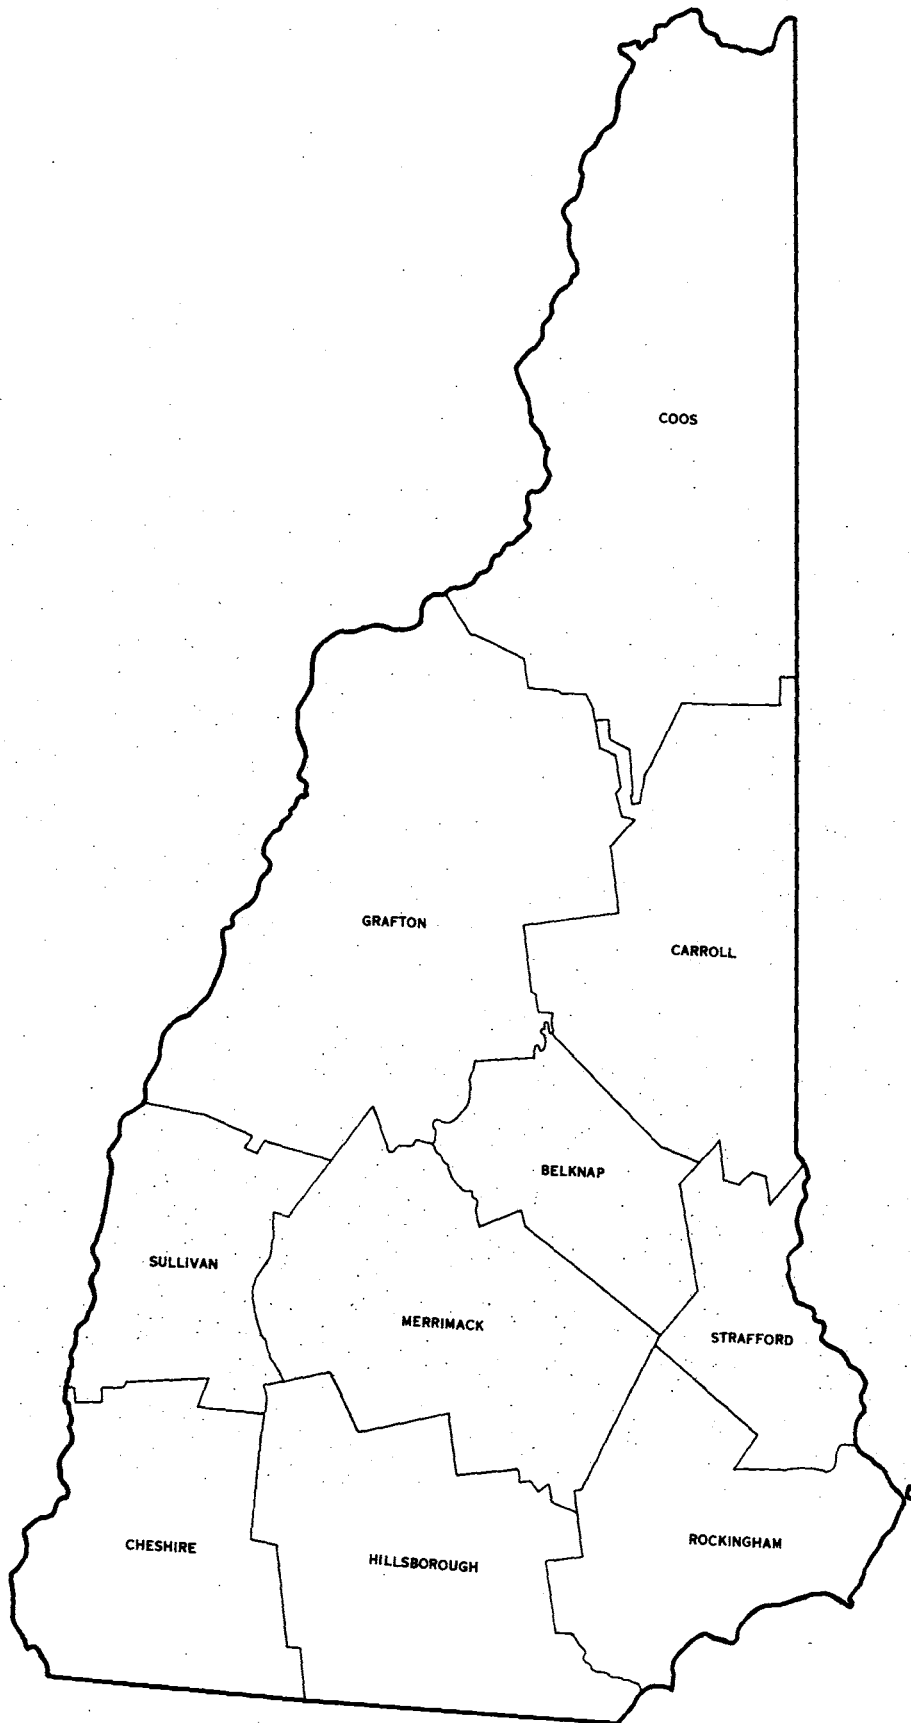 COOS
GRAFTON
CARROLL
BELKNAP
SULLIVAN
MERRIMACK
STRAFFORD
CHESHIRE
HILLSBOROUGH
ROCKINGHAM